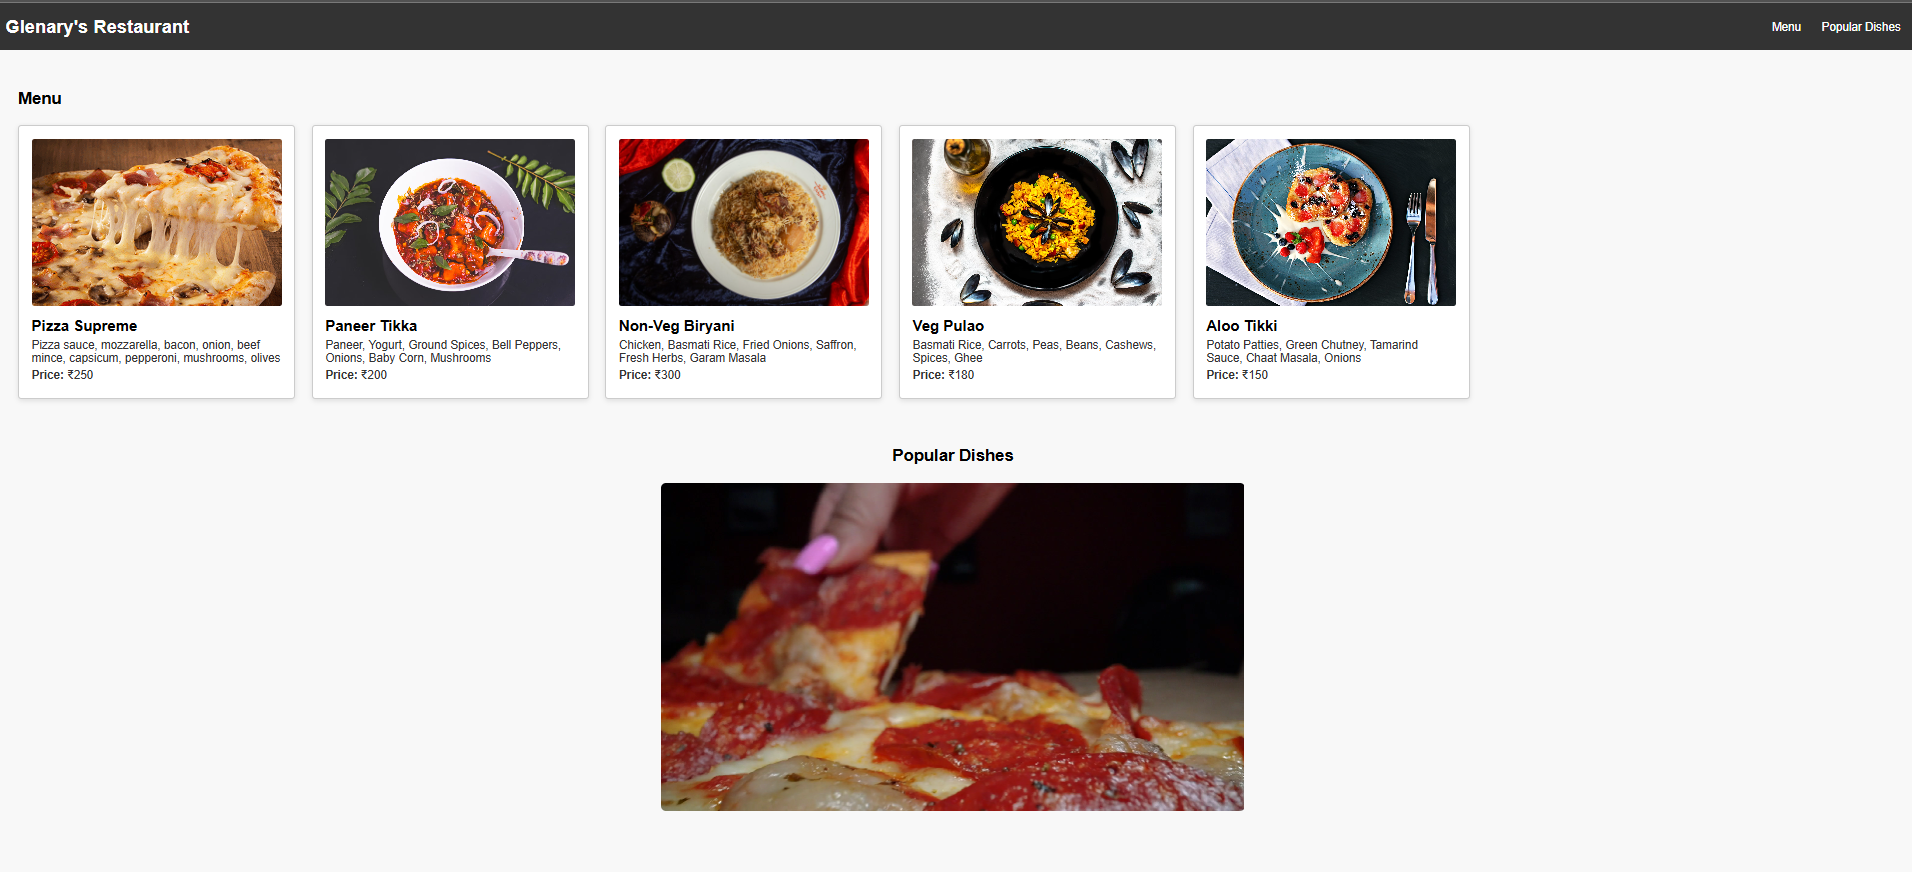 Glenary's Restaurant
Menu
Popular Dishes
Menu
Pizza Supreme
Pizza sauce, mozzarella, bacon, onion, beef
mince, capsicum, pepperoni, mushrooms, olives
Price: ₹250
Paneer Tikka
Paneer, Yogurt, Ground Spices, Bell Peppers,
Onions, Baby Corn, Mushrooms
Price: ₹200
Non-Veg Biryani
Chicken, Basmati Rice, Fried Onions, Saffron,
Fresh Herbs, Garam Masala
Price: ₹300
Veg Pulao
Basmati Rice, Carrots, Peas, Beans, Cashews,
Spices, Ghee
Price: ₹180
Aloo Tikki
Potato Patties, Green Chutney, Tamarind
Sauce, Chaat Masala, Onions
Price: ₹150
Popular Dishes